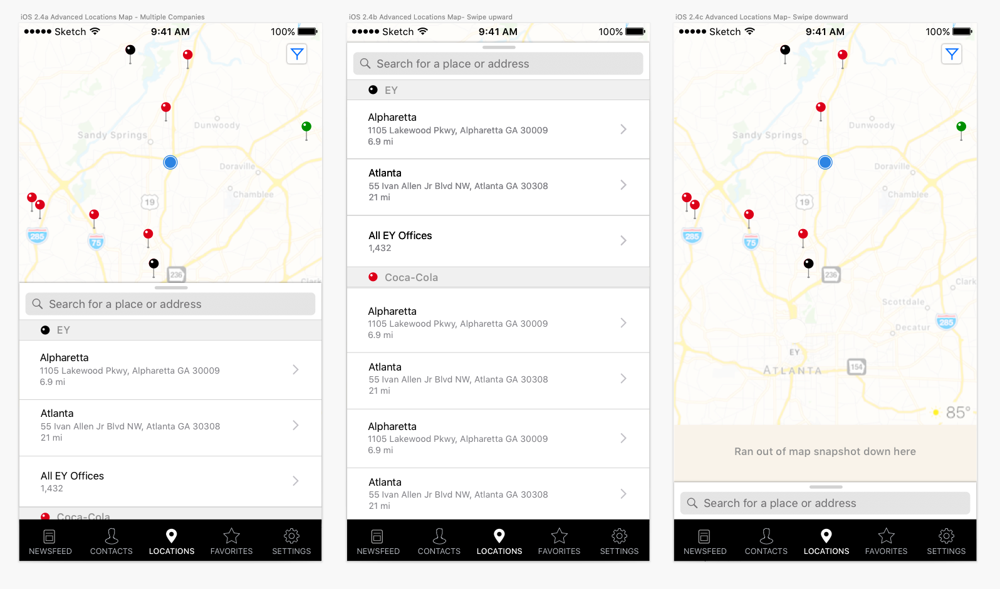 iOS 2.4a Advanced Locations Map - Multiple Companies
Sketch 9:41 AM 100%
Dunwoody
Sandy Springs
Doraville
Chamblee
19
285
75
236
EY
Search for a place or address
EY
Alpharetta
1105 Lakewood Pkwy, Alpharetta GA 30009
6.9 mi
Atlanta
55 Ivan Allen Jr Blvd NW, Atlanta GA 30308
21 mi
All EY Offices
1,432
Coca-Cola
NEWSFEED CONTACTS LOCATIONS FAVORITES SETTINGS
iOS 2.4b Advanced Locations Map- Swipe upward
Sketch 9:41 AM 100%
Search for a place or address
EY
Alpharetta
1105 Lakewood Pkwy, Alpharetta GA 30009
6.9 mi
Atlanta
55 Ivan Allen Jr Blvd NW, Atlanta GA 30308
21 mi
All EY Offices
1,432
Coca-Cola
Alpharetta
1105 Lakewood Pkwy, Alpharetta GA 30009
6.9 mi
Atlanta
55 Ivan Allen Jr Blvd NW, Atlanta GA 30308
21 mi
Alpharetta
1105 Lakewood Pkwy, Alpharetta GA 30009
6.9 mi
Atlanta
55 Ivan Allen Jr Blvd NW, Atlanta GA 30308
21 mi
NEWSFEED CONTACTS LOCATIONS FAVORITES SETTINGS
iOS 2.4c Advanced Locations Map- Swipe downward
Sketch 9:41 AM 100%
Dunwoody
Sandy Springs
Doraville
Chamblee
19
285
75
236
Clark
Scottdale
285
Decatur
EY
ATLANTA
154
85°
Ran out of map snapshot down here
Search for a place or address
NEWSFEED CONTACTS LOCATIONS FAVORITES SETTINGS